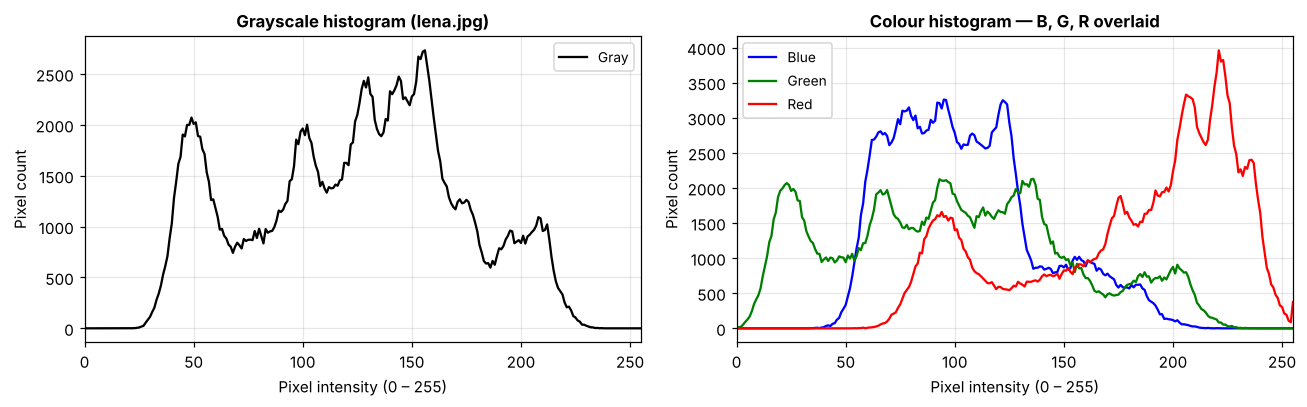 Grayscale histogram (lena.jpg)
Gray
2500
2000
1500
1000
500
0
0 50 100 150 200 250
Pixel count
Pixel intensity (0 – 255)
Colour histogram — B, G, R overlaid
Blue
Green
Red
4000
3500
3000
2500
2000
1500
1000
500
0
0 50 100 150 200 250
Pixel count
Pixel intensity (0 – 255)